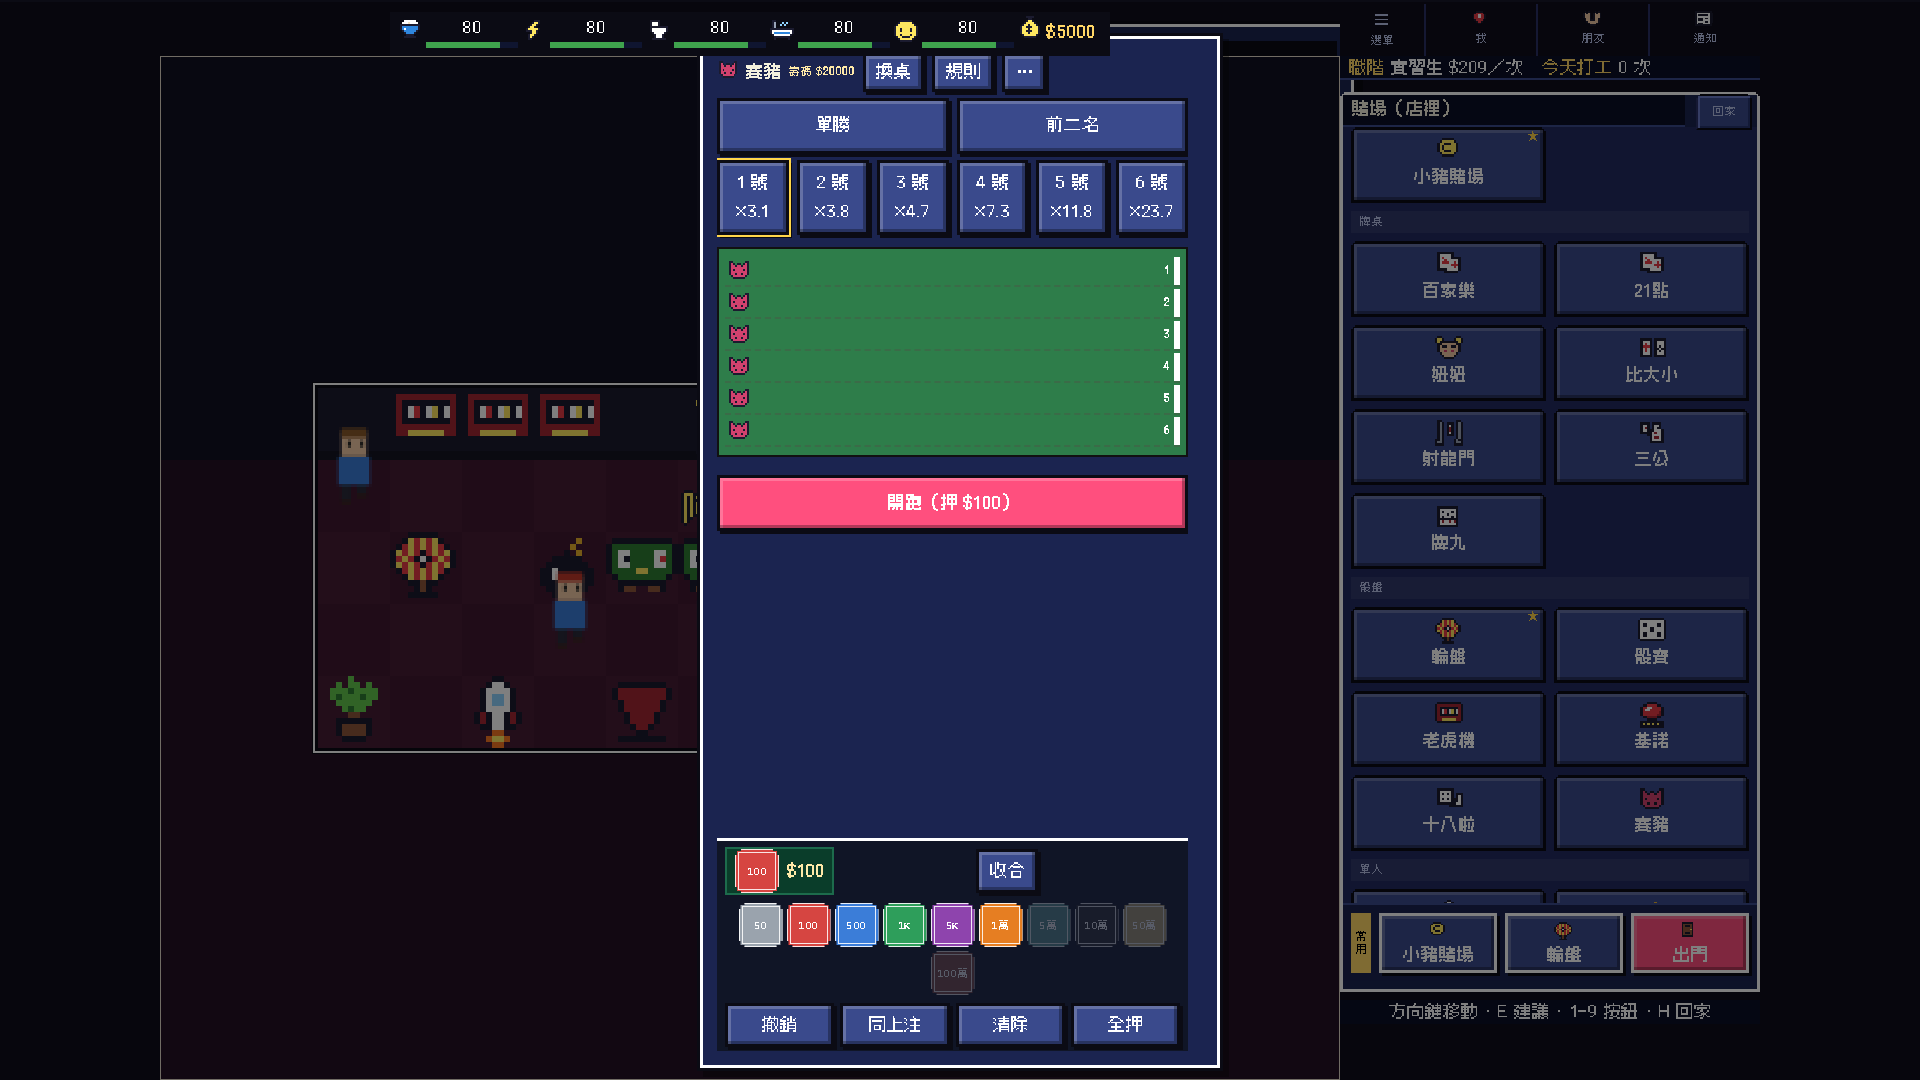 80 80 80 80 80 $5000
選單 我 朋友 通知
職階 實習生 $209／次 今天打工 0 次
賽豬 籌碼 $20000 換桌 規則 ...
單勝 前二名
1 號 2 號 3 號 4 號 5 號 6 號
×3.1 ×3.8 ×4.7 ×7.3 ×11.8 ×23.7
1
2
3
4
5
6
開跑（押 $100）
100 $100 收合
50 100 500 1K 5K 1萬 5萬 10萬 50萬
100萬
撤銷 同上注 清除 全押
賭場（店裡） 回家
小豬賭場
牌桌
百家樂 21點
妞妞 比大小
射龍門 三公
牌九
骰盤
輪盤 骰寶
老虎機 基諾
十八啦 賽豬
單人
常用 小豬賭場 輪盤 出門
方向鍵移動 · E 建議 · 1-9 按鈕 · H 回家